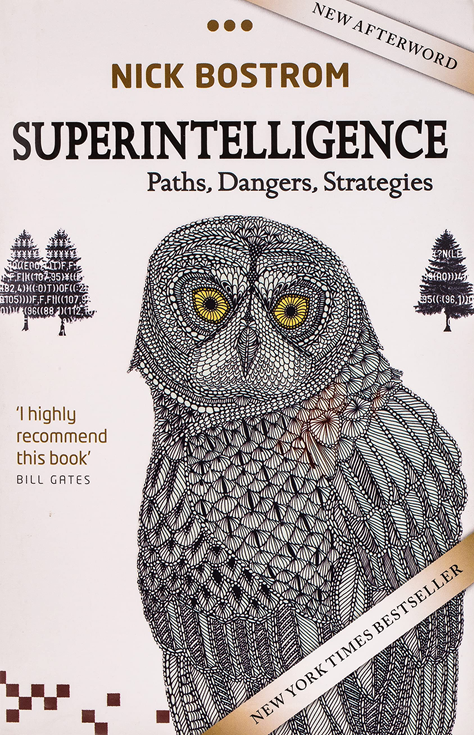 NEW AFTERWORD
NICK BOSTROM
SUPERINTELLIGENCE
Paths, Dangers, Strategies
‘I highly
recommend
this book’
BILL GATES
NEW YORK TIMES BESTSELLER